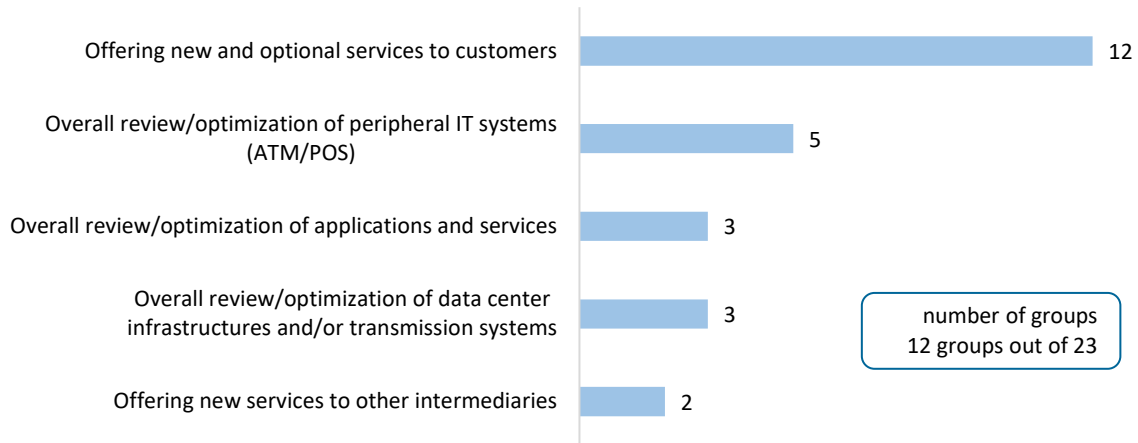 Offering new and optional services to customers
12
Overall review/optimization of peripheral IT systems
(ATM/POS)
5
Overall review/optimization of applications and services
3
Overall review/optimization of data center
infrastructures and/or transmission systems
3
number of groups
12 groups out of 23
Offering new services to other intermediaries
2